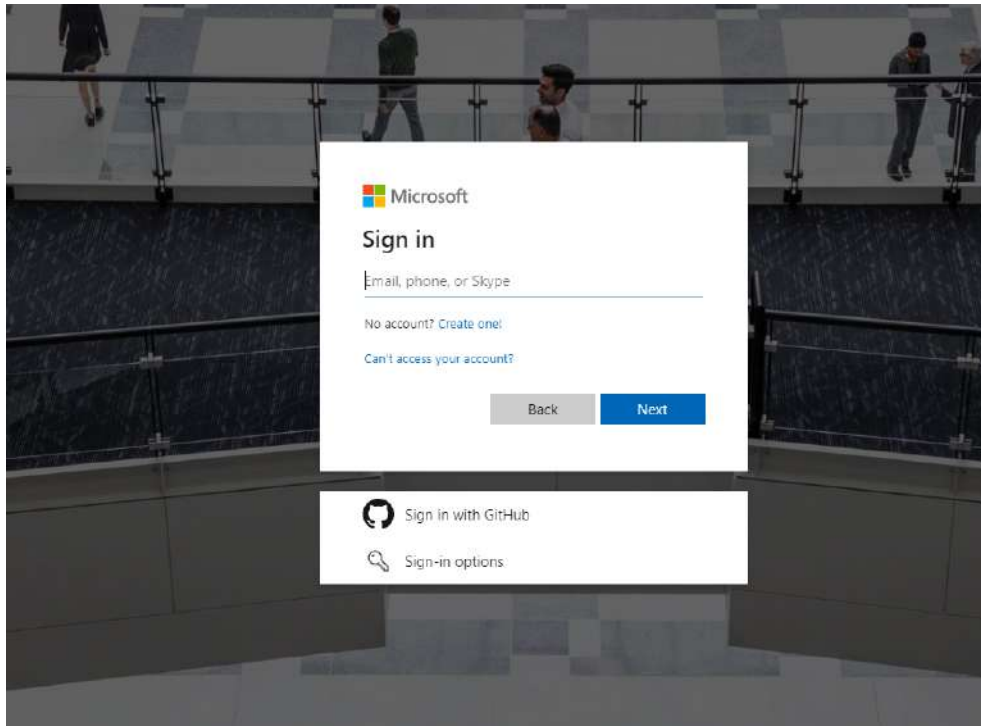 Microsoft
Sign in
Email, phone, or Skype
No account? Create one!
Can't access your account?
Back
Next
Sign in with GitHub
Sign-in options